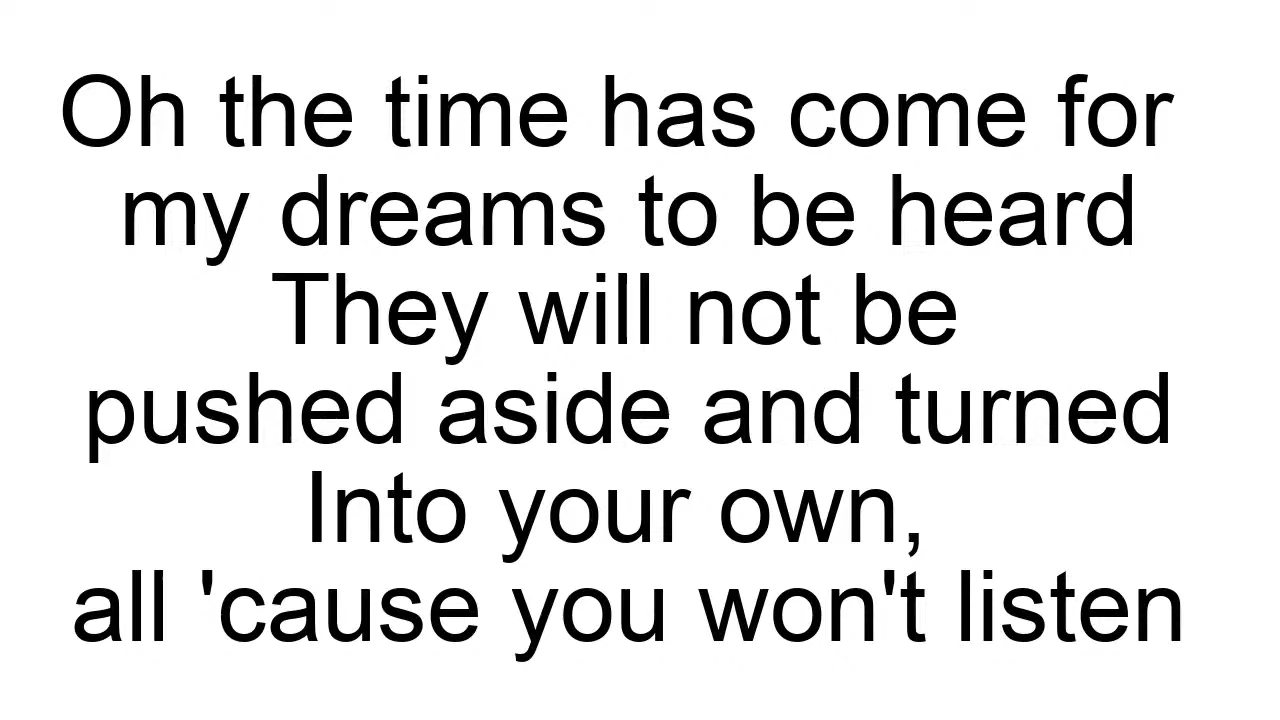 Oh the time has come for
my dreams to be heard
They will not be
pushed aside and turned
Into your own,
all 'cause you won't listen